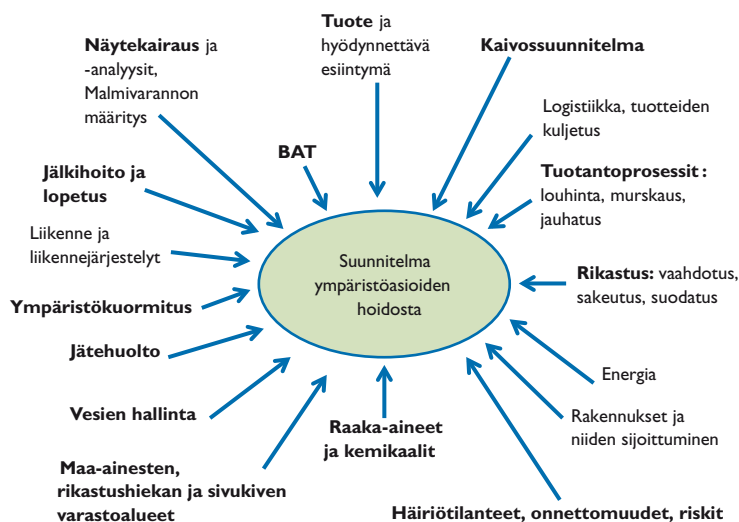 Tuote ja
hyödynnettävä
esiintymä
Näytekairaus ja
-analyysit,
Malmivarannon
määritys
Kaivossuunnitelma
Logistiikka, tuotteiden
kuljetus
BAT
Jälkihoito ja
lopetus
Tuotantoprosessit :
louhinta, murskaus,
jauhatus
Liikenne ja
liikennejärjestelyt
Suunnitelma
ympäristöasioiden
hoidosta
Rikastus: vaahdotus,
sakeutus, suodatus
Ympäristökuormitus
Jätehuolto
Energia
Vesien hallinta
Raaka-aineet
ja kemikaalit
Rakennukset ja
niiden sijoittuminen
Maa-ainesten,
rikastushiekan ja sivukiven
varastoalueet
Häiriötilanteet, onnettomuudet, riskit